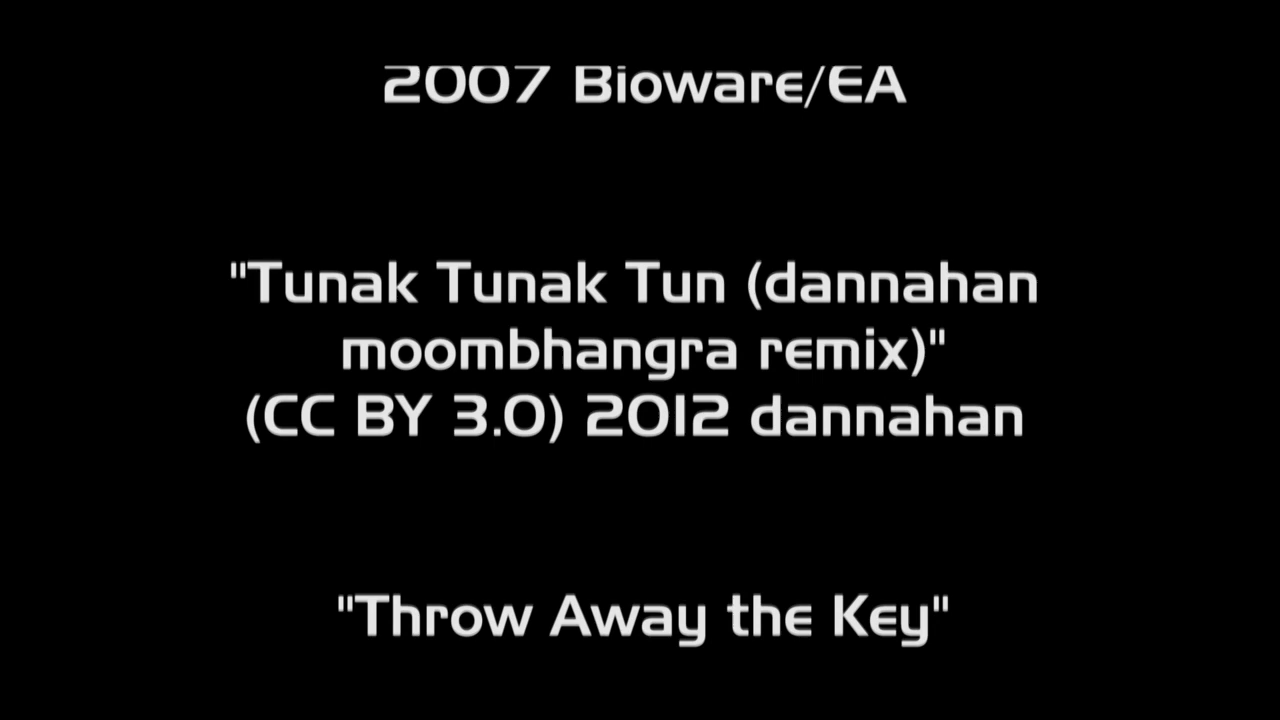 2007 Bioware/EA
"Tunak Tunak Tun (dannahan
moombhangra remix)"
(CC BY 3.0) 2012 dannahan
"Throw Away the Key"